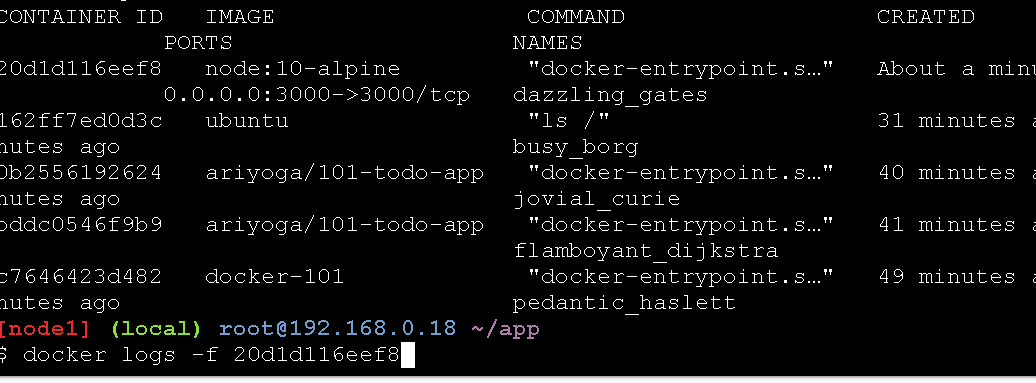 CONTAINER ID IMAGE COMMAND CREATED
PORTS NAMES
20d1d116eef8 node:10-alpine "docker-entrypoint.s…" About a minu
0.0.0.0:3000->3000/tcp dazzling_gates
162ff7ed0d3c ubuntu "ls /" 31 minutes a
nutes ago busy_borg
0b2556192624 ariyoga/101-todo-app "docker-entrypoint.s…" 40 minutes a
nutes ago jovial_curie
bddc0546f9b9 ariyoga/101-todo-app "docker-entrypoint.s…" 41 minutes a
nutes ago flamboyant_dijkstra
c7646423d482 docker-101 "docker-entrypoint.s…" 49 minutes a
nutes ago pedantic_haslett
[node1] (local) root@192.168.0.18 ~/app
$ docker logs -f 20d1d116eef8